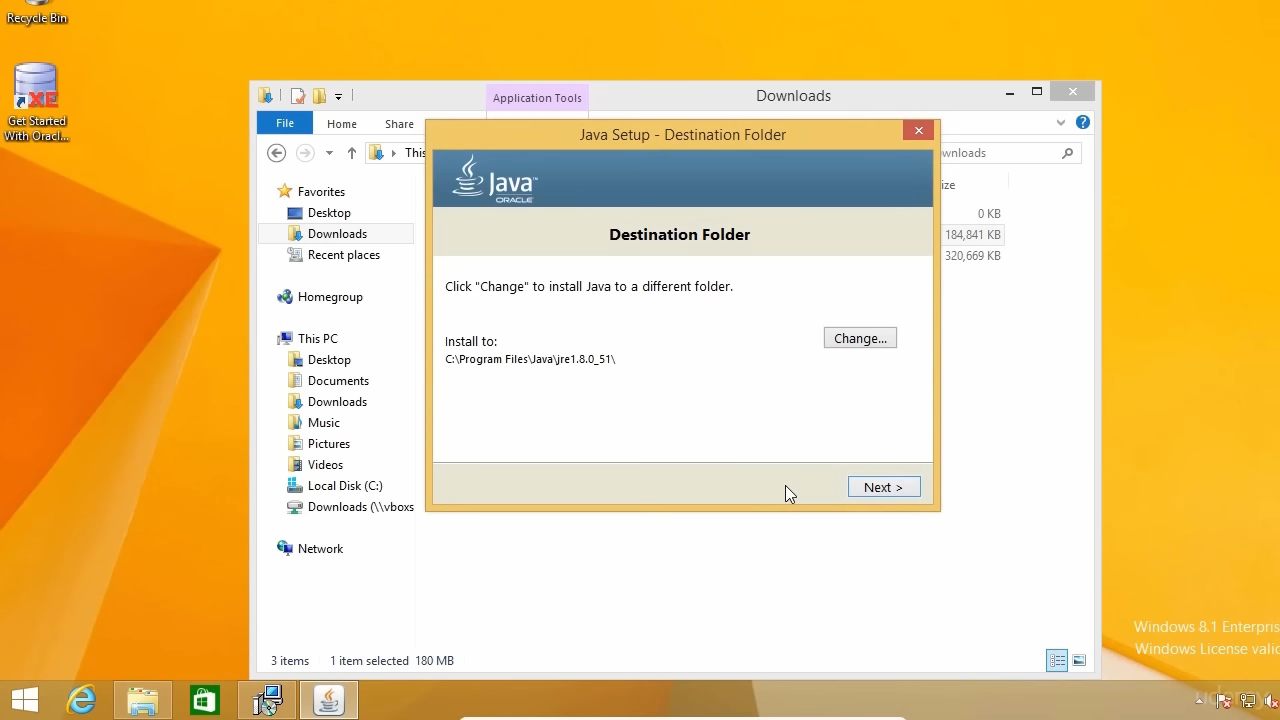 Recycle Bin
Get Started
With Oracl...
Application Tools
Downloads
File
Home
Share
This
wnloads
Favorites
Desktop
Downloads
Recent places
Homegroup
This PC
Desktop
Documents
Downloads
Music
Pictures
Videos
Local Disk (C:)
Downloads (\\vboxs
Network
ize
0 KB
184,841 KB
320,669 KB
Java Setup - Destination Folder
Java™
ORACLE
Destination Folder
Click "Change" to install Java to a different folder.
Install to:
Change...
C:\Program Files\Java\jre1.8.0_51\
Next >
3 items
1 item selected 180 MB
Windows 8.1 Enterpris
Windows License valid